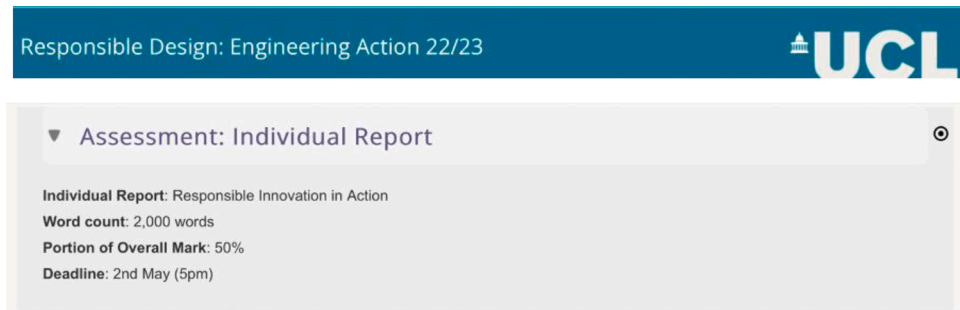 Responsible Design: Engineering Action 22/23
UCL
Assessment: Individual Report
Individual Report: Responsible Innovation in Action
Word count: 2,000 words
Portion of Overall Mark: 50%
Deadline: 2nd May (5pm)